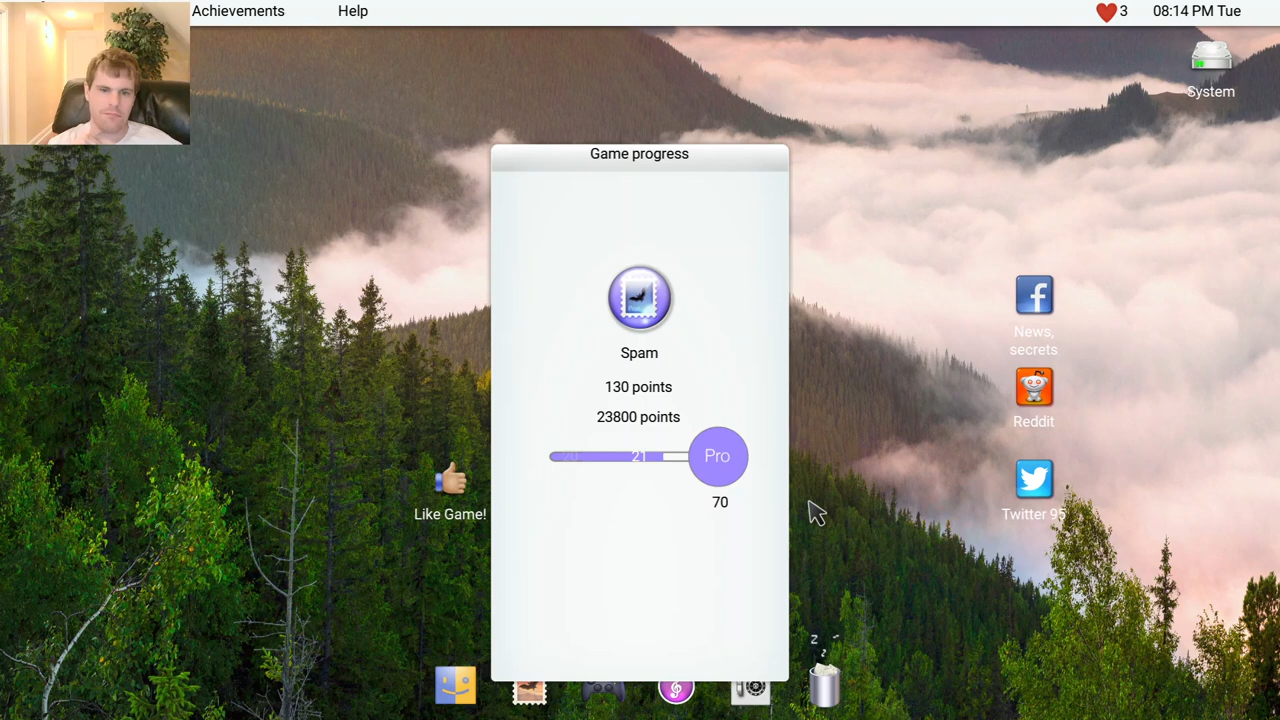 Achievements
Help
3
08:14 PM Tue
System
Game progress
Spam
130 points
23800 points
21
Pro
70
Like Game!
News,
secrets
Reddit
Twitter 95
z
z